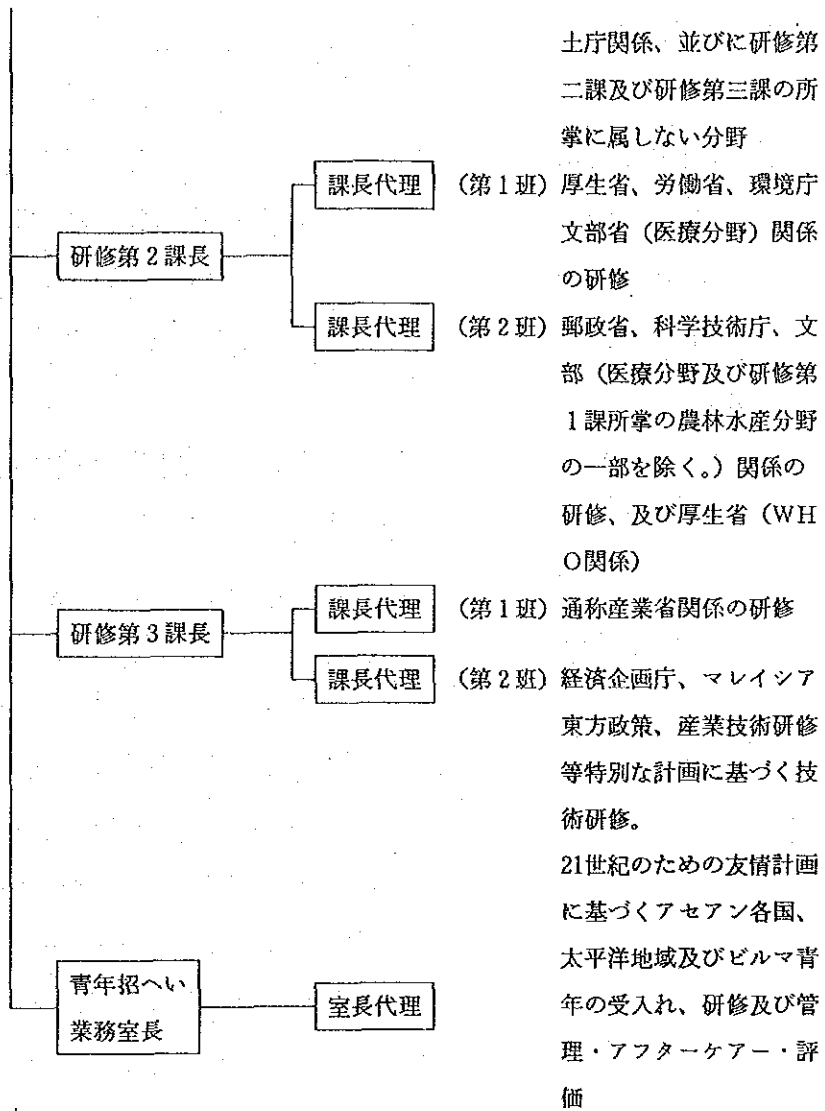 土庁関係、並びに研修第
二課及び研修第三課の所
掌に属しない分野
研修第2課長
課長代理 (第1班) 厚生省、労働省、環境庁
文部省(医療分野)関係
の研修
課長代理 (第2班) 郵政省、科学技術庁、文
部(医療分野及び研修第
1課所掌の農林水産分野
の一部を除く。)関係の
研修、及び厚生省(WH
O関係)
研修第3課長
課長代理 (第1班) 通称産業省関係の研修
課長代理 (第2班) 経済企画庁、マレイシア
東方政策、産業技術研修
等特別な計画に基づく技
術研修。
青年招へい
業務室長
室長代理
21世紀のための友情計画
に基づくアセアン各国、
太平洋地域及びビルマ青
年の受入れ、研修及び管
理・アフターケアー・評
価